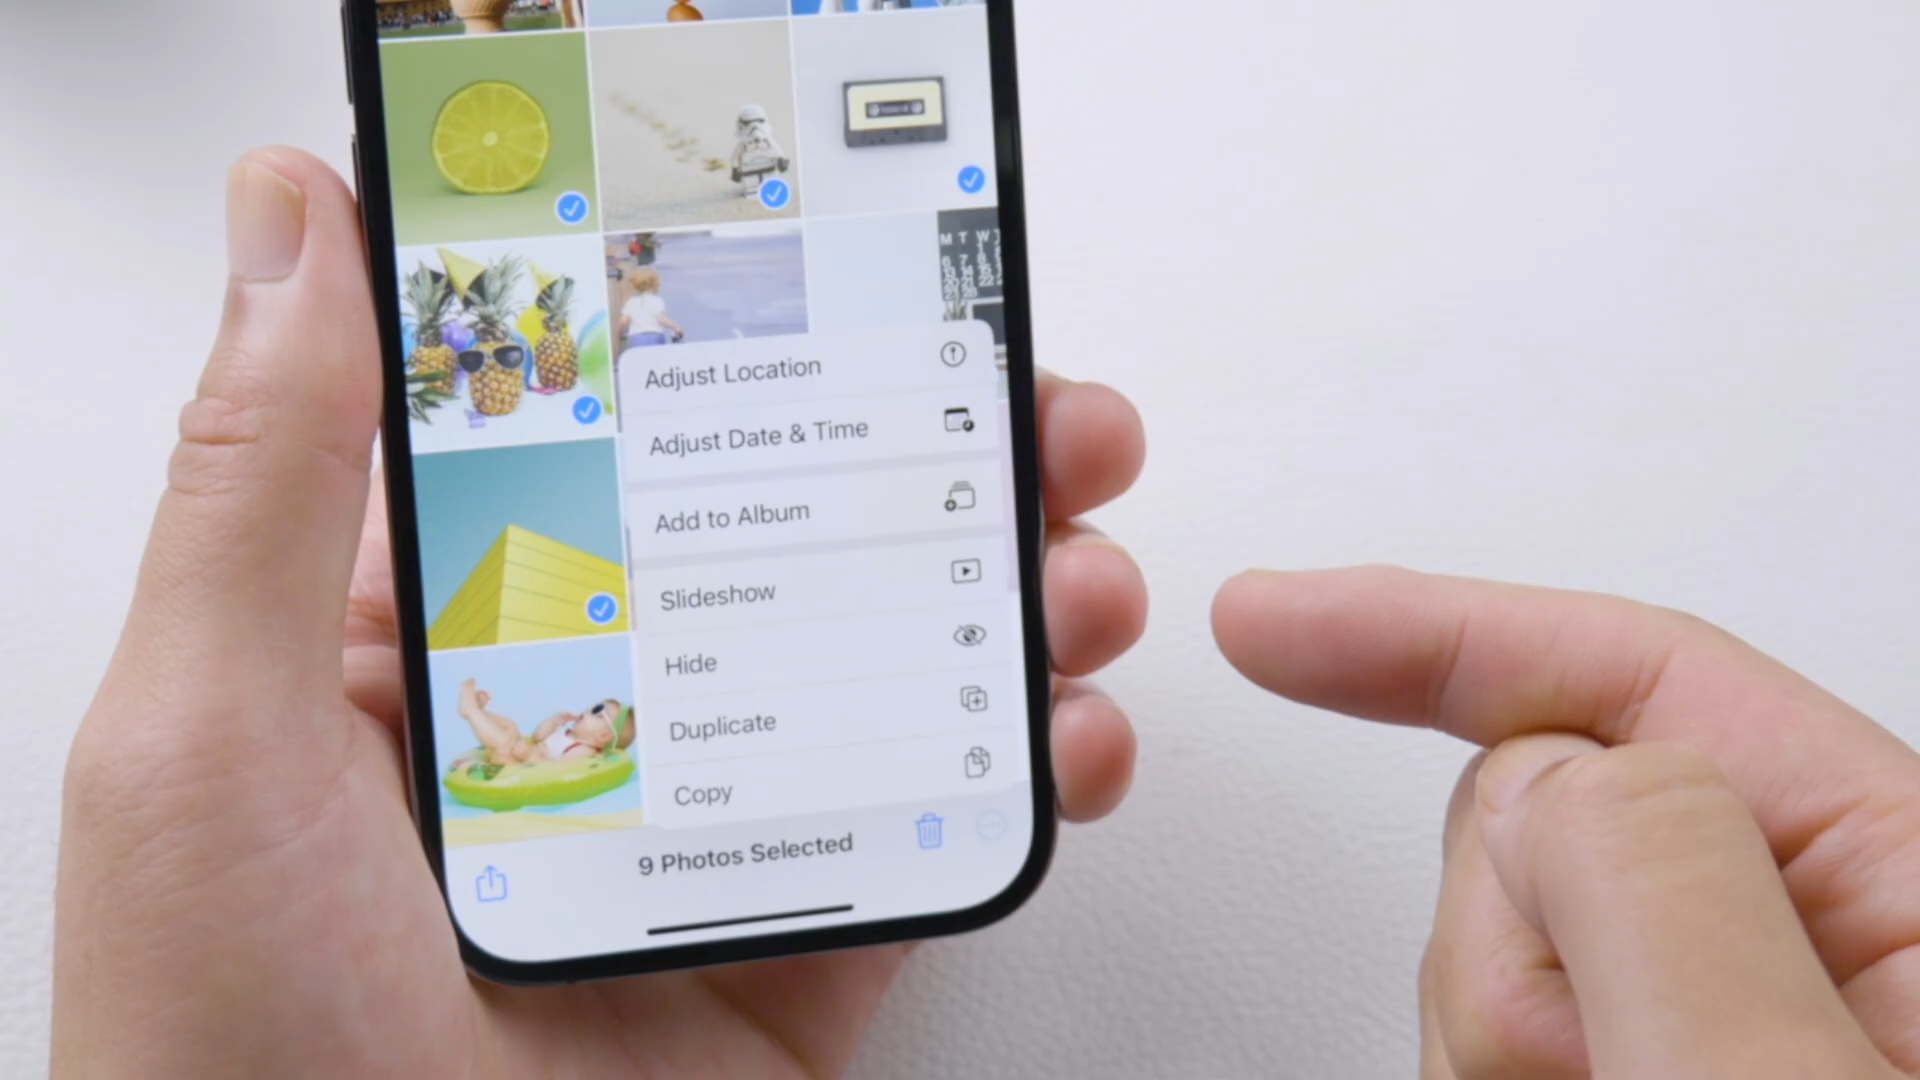 M T W
Adjust Location
Adjust Date & Time
Add to Album
Slideshow
Hide
Duplicate
Copy
9 Photos Selected